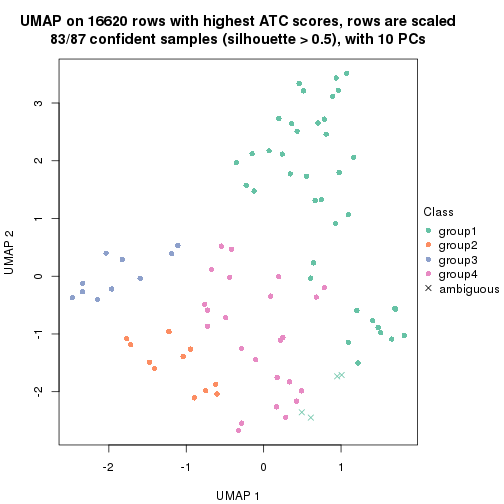 UMAP on 16620 rows with highest ATC scores, rows are scaled
83/87 confident samples (silhouette > 0.5), with 10 PCs
3
2
1
0
-1
-2
UMAP 2
-2
-1
0
1
UMAP 1
Class
group1
group2
group3
group4
ambiguous